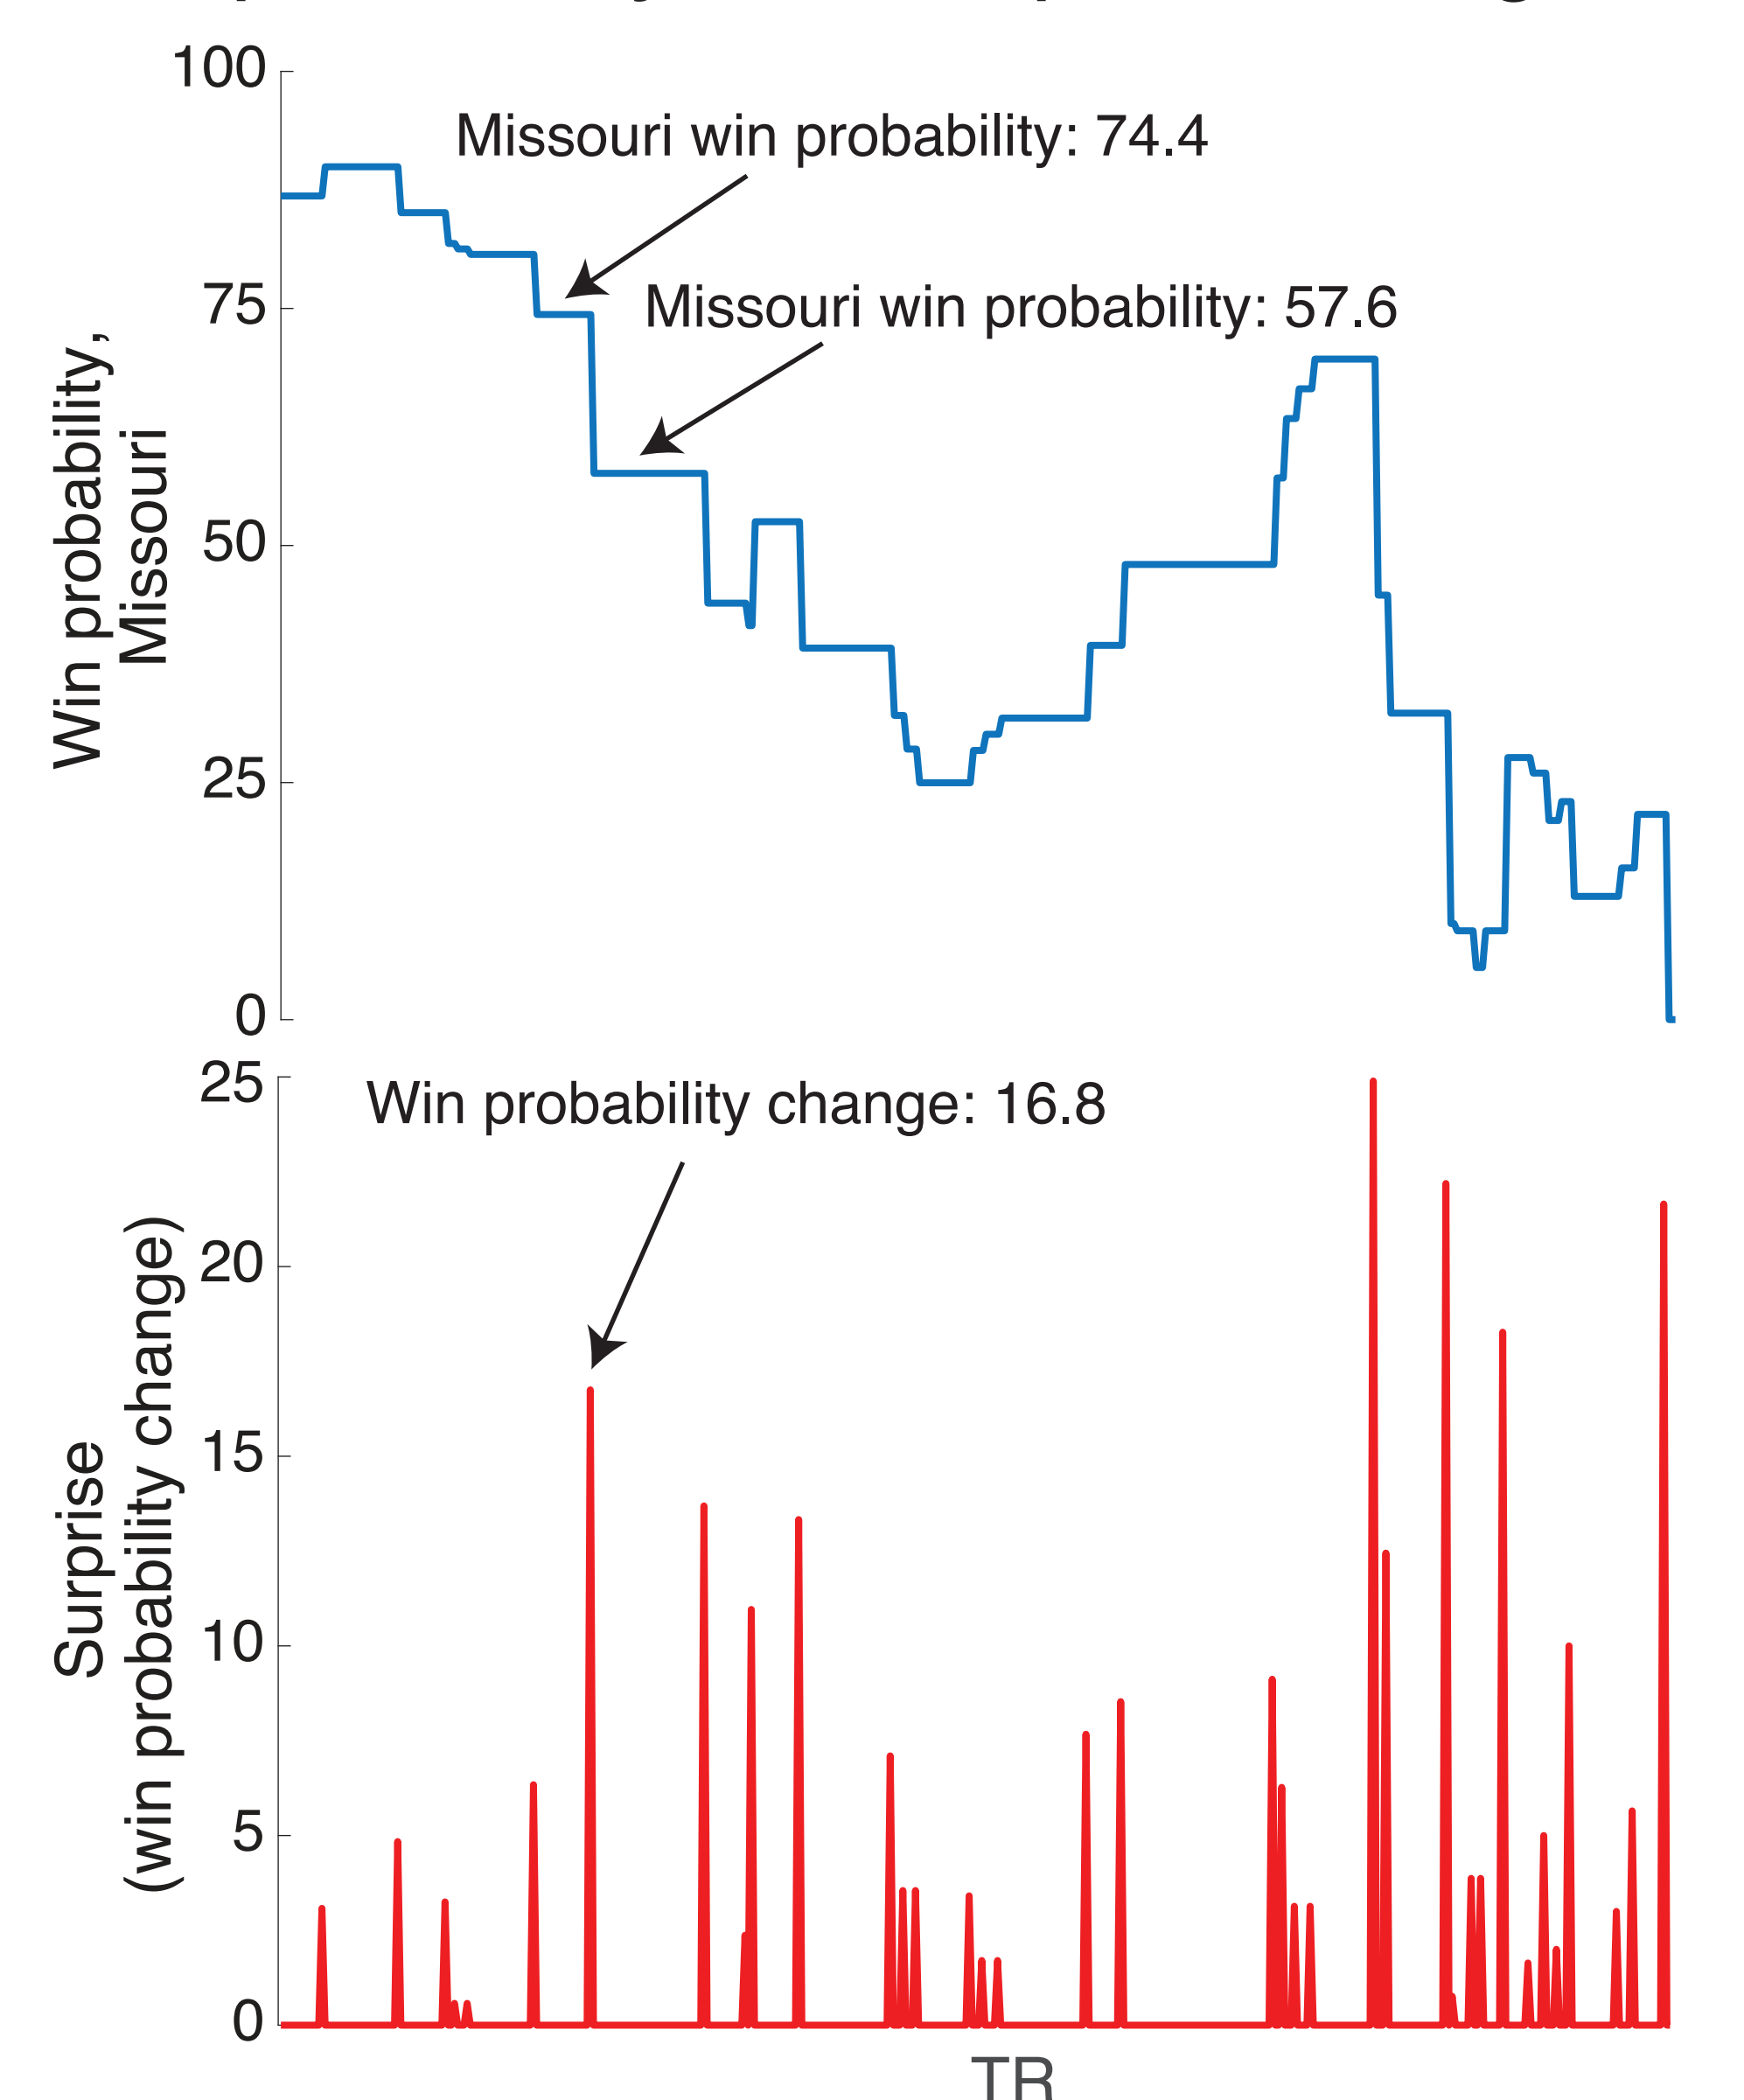 100
Missouri win probability: 74.4
75
Missouri win probability: 57.6
Win probability,
Missouri
50
25
0
25
Win probability change: 16.8
20
Surprise
(win probability change)
15
10
5
0
TR